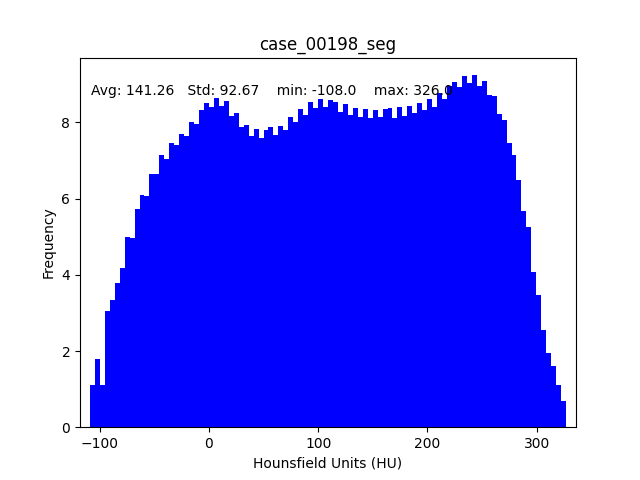 case_00198_seg
Avg: 141.26 Std: 92.67 min: -108.0 max: 326.0
8
6
4
2
0
Frequency
−100 0 100 200 300
Hounsfield Units (HU)